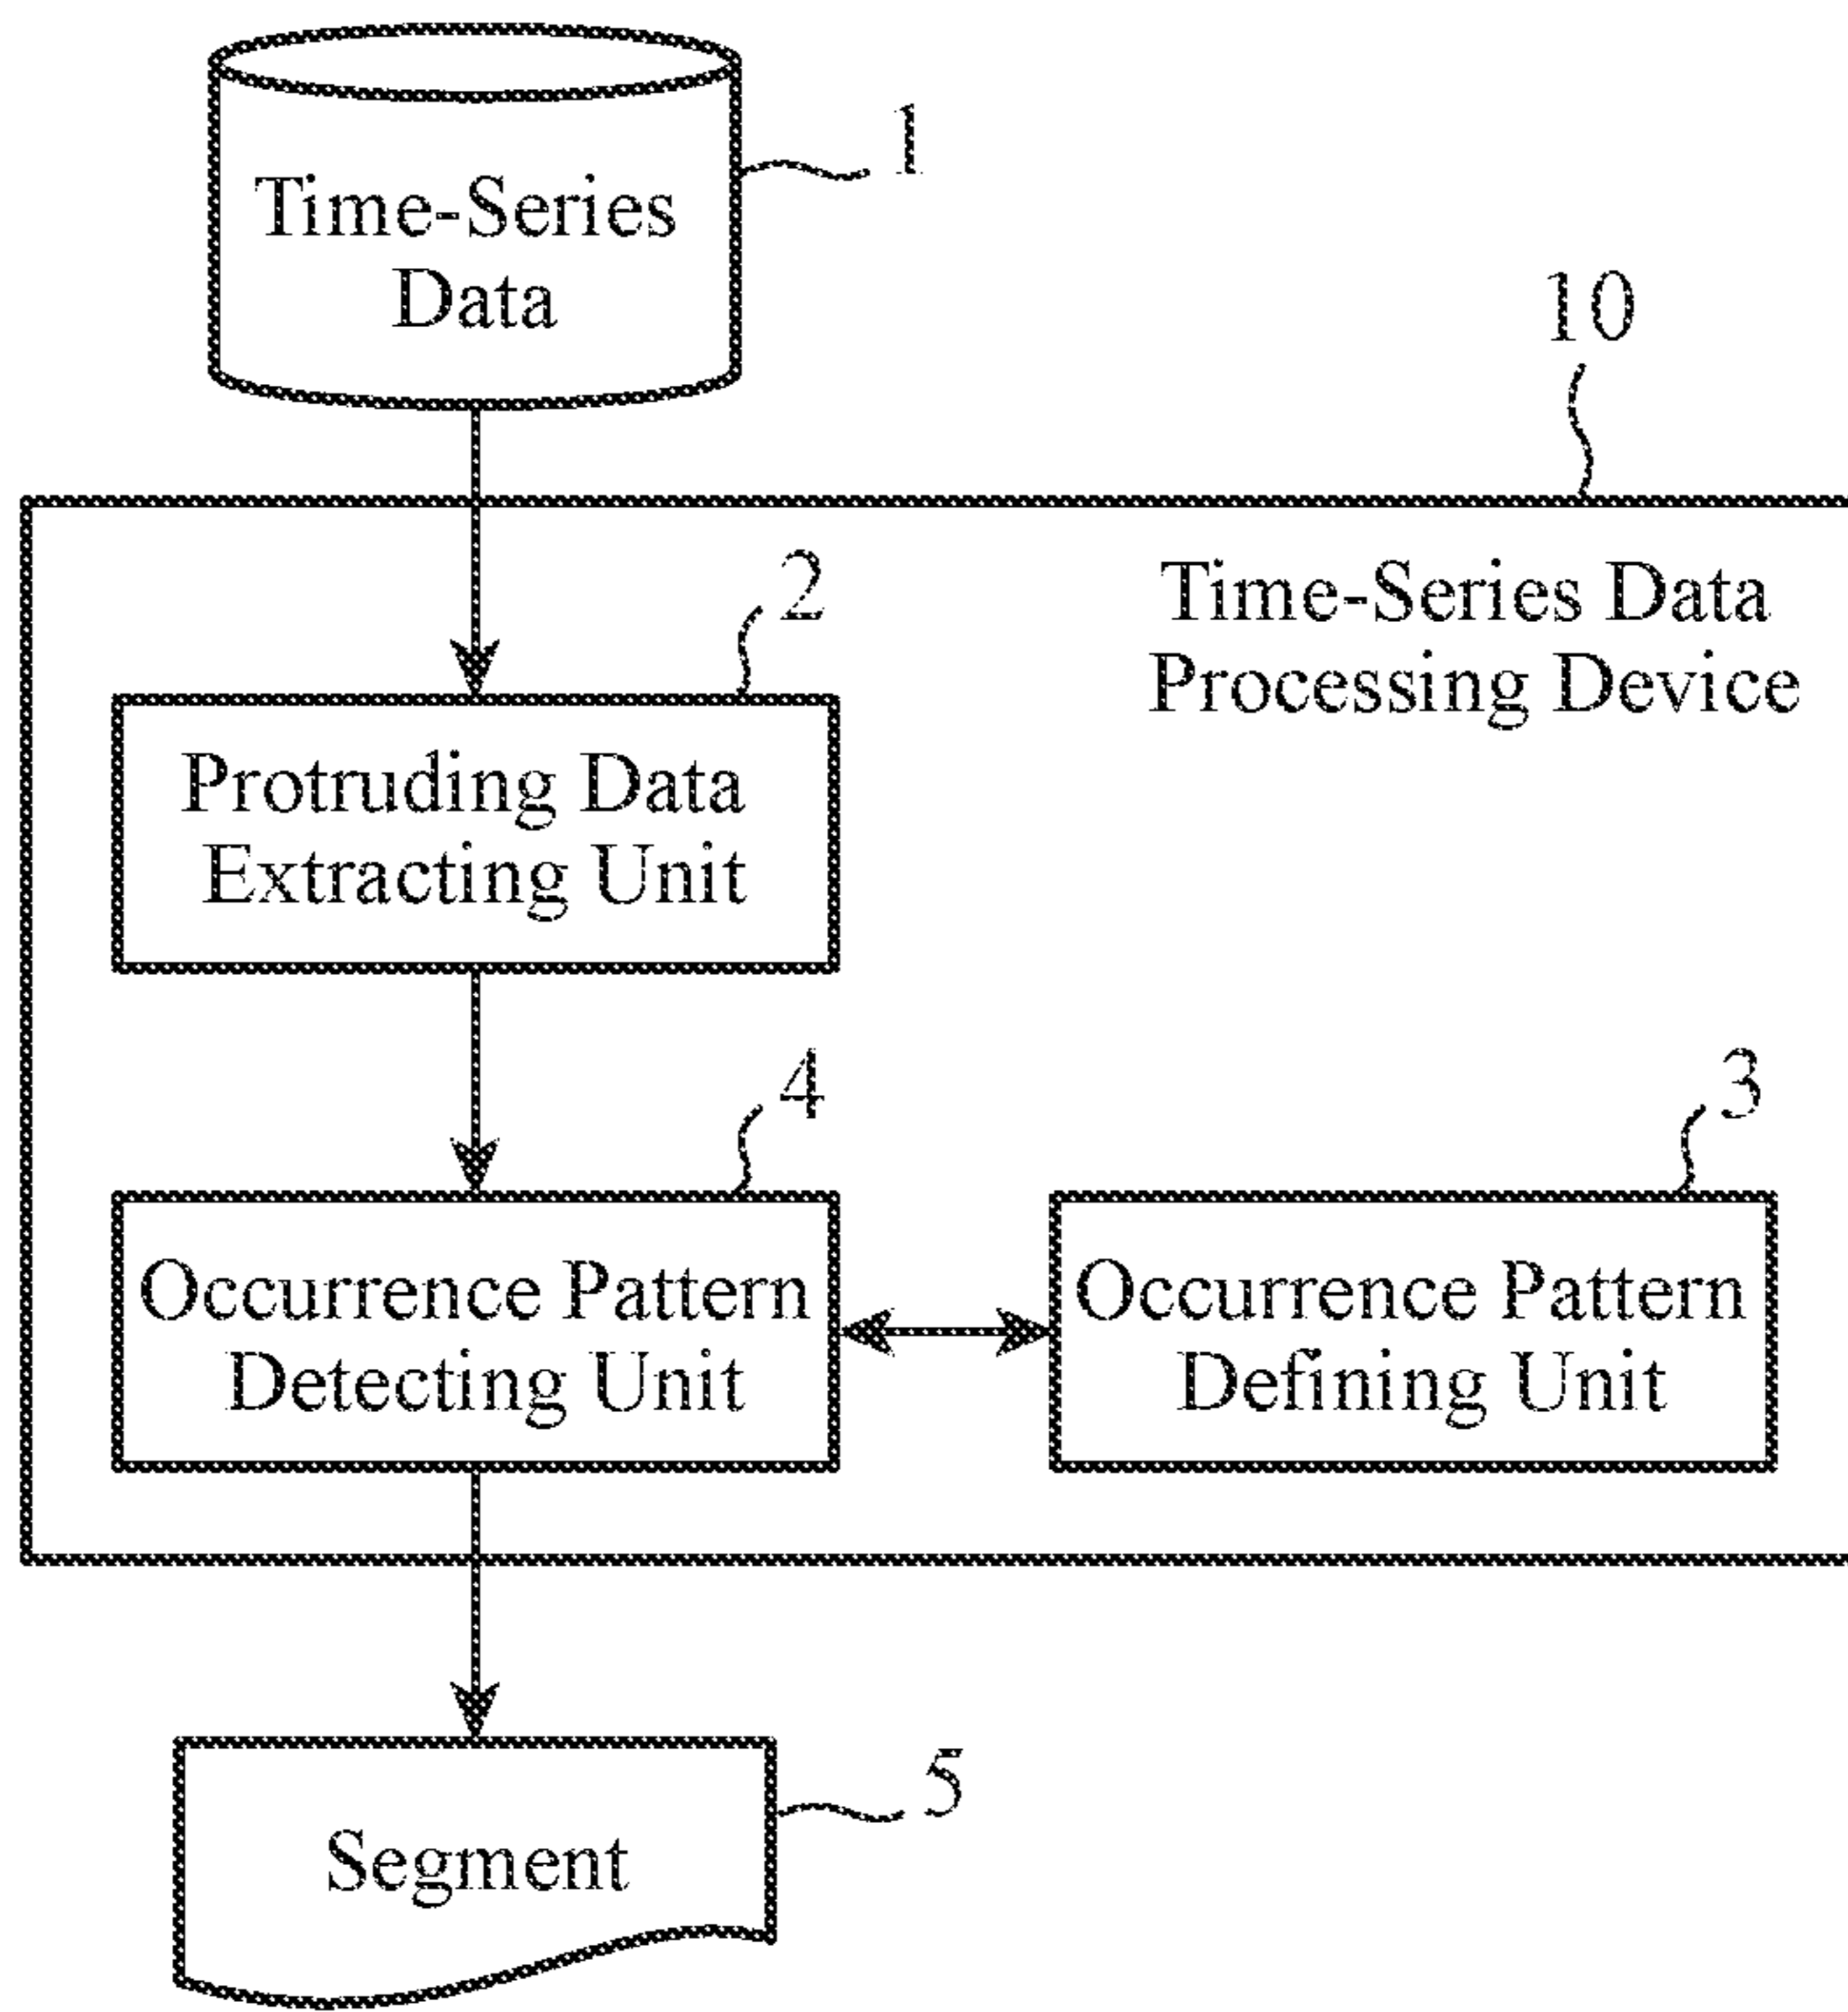 1
Time-Series
Data
10
Time-Series Data
Processing Device
2
Protruding Data
Extracting Unit
4
Occurrence Pattern
Detecting Unit
3
Occurrence Pattern
Defining Unit
5
Segment